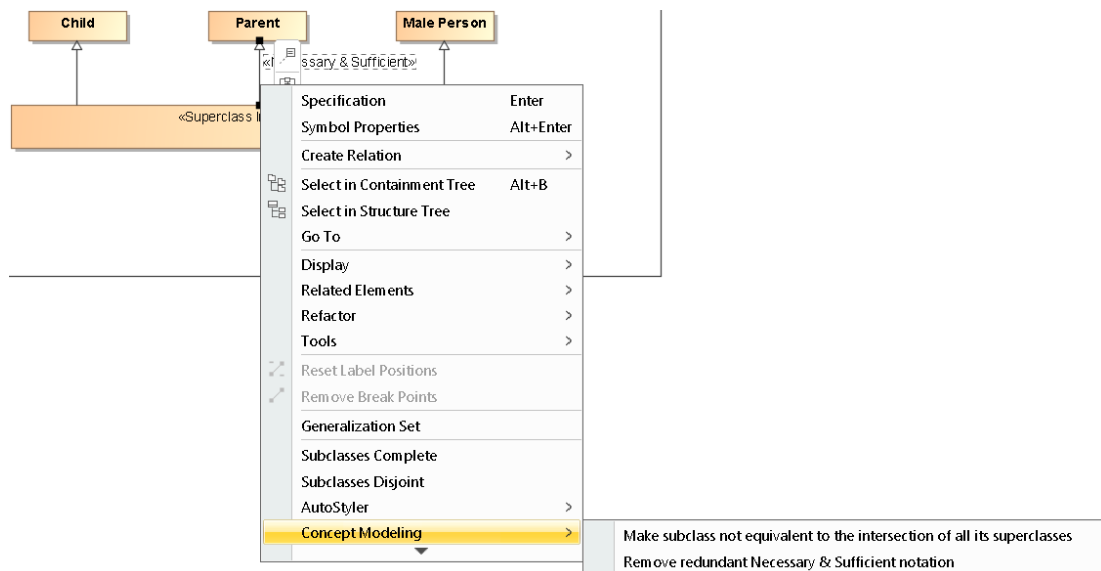 Child
Parent
Male Person
ssary & Sufficient»
«Superclass I
Specification Enter
Symbol Properties Alt+Enter
Create Relation >
Select in Containment Tree Alt+B
Select in Structure Tree
Go To >
Display >
Related Elements >
Refactor >
Tools >
Reset Label Positions
Remove Break Points
Generalization Set
Subclasses Complete
Subclasses Disjoint
AutoStyler >
Concept Modeling >
Make subclass not equivalent to the intersection of all its superclasses
Remove redundant Necessary & Sufficient notation